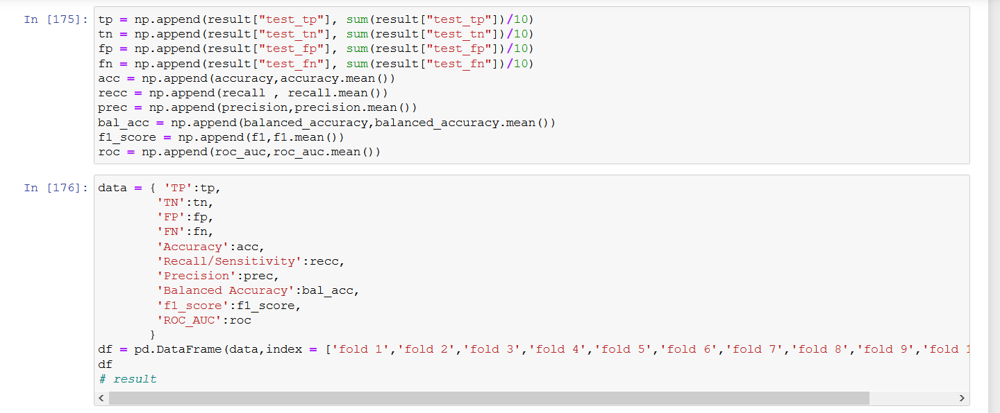 In [175]: tp = np.append(result["test_tp"], sum(result["test_tp"])/10)
tn = np.append(result["test_tn"], sum(result["test_tn"])/10)
fp = np.append(result["test_fp"], sum(result["test_fp"])/10)
fn = np.append(result["test_fn"], sum(result["test_fn"])/10)
acc = np.append(accuracy,accuracy.mean())
recc = np.append(recall , recall.mean())
prec = np.append(precision,precision.mean())
bal_acc = np.append(balanced_accuracy,balanced_accuracy.mean())
f1_score = np.append(f1,f1.mean())
roc = np.append(roc_auc,roc_auc.mean())
In [176]: data = { 'TP':tp,
'TN':tn,
'FP':fp,
'FN':fn,
'Accuracy':acc,
'Recall/Sensitivity':recc,
'Precision':prec,
'Balanced Accuracy':bal_acc,
'f1_score':f1_score,
'ROC_AUC':roc
}
df = pd.DataFrame(data,index = ['fold 1','fold 2','fold 3','fold 4','fold 5','fold 6','fold 7','fold 8','fold 9','fold 1
df
# result